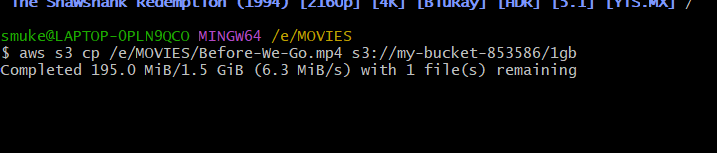 The Shawshank Redemption (1994) [2160p] [4K] [BluRay] [HDR] [5.1] [YTS.MX] /
smuke@LAPTOP-0PLN9QCO MINGW64 /e/MOVIES
$ aws s3 cp /e/MOVIES/Before-We-Go.mp4 s3://my-bucket-853586/1gb
Completed 195.0 MiB/1.5 GiB (6.3 MiB/s) with 1 file(s) remaining